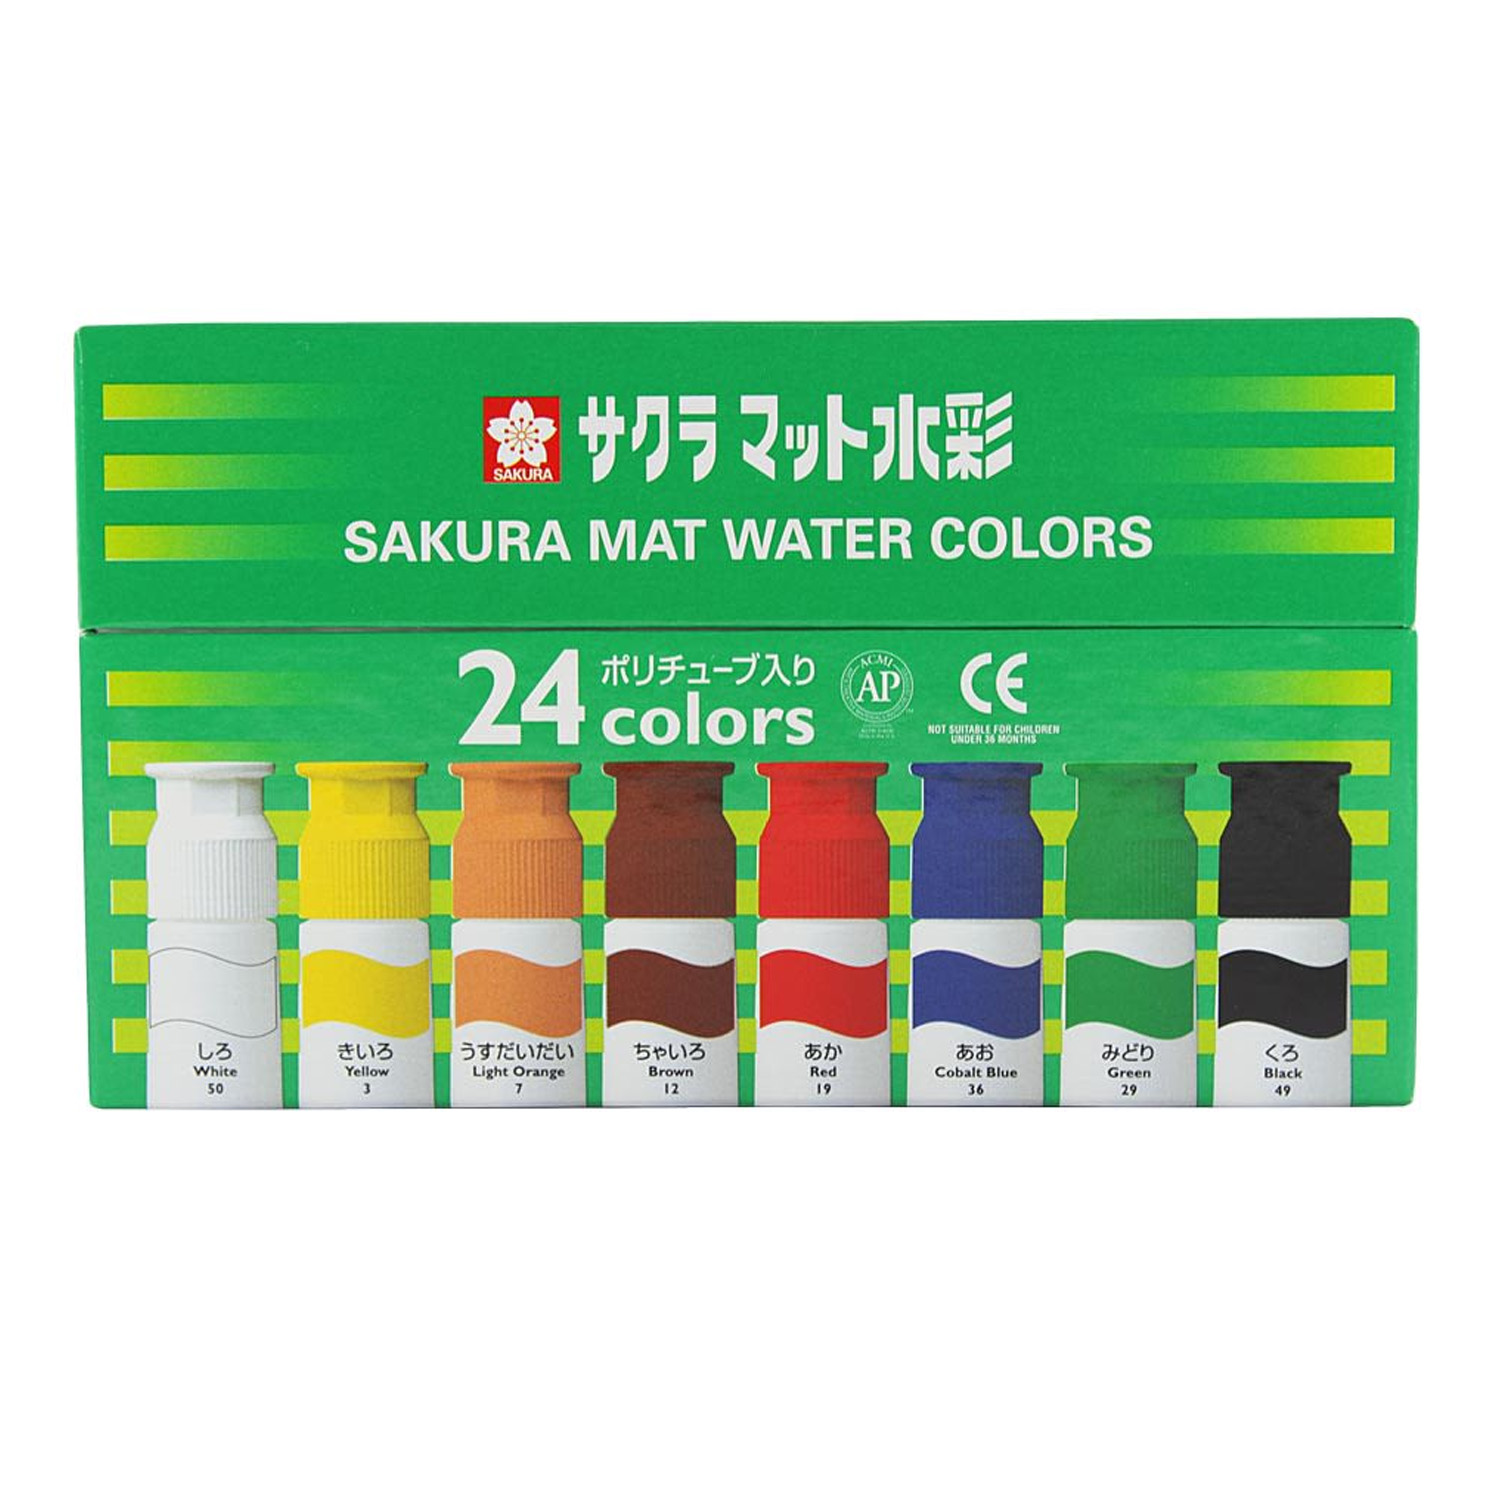 SAKURA
サクラ マット水彩
SAKURA MAT WATER COLORS
24 ポリチューブ入り
colors
ACMI
AP
CE
NOT SUITABLE FOR CHILDREN
UNDER 36 MONTHS
しろ
White
50
きいろ
Yellow
3
うすだいだい
Light Orange
7
ちゃいろ
Brown
12
あか
Red
19
あお
Cobalt Blue
36
みどり
Green
29
くろ
Black
49